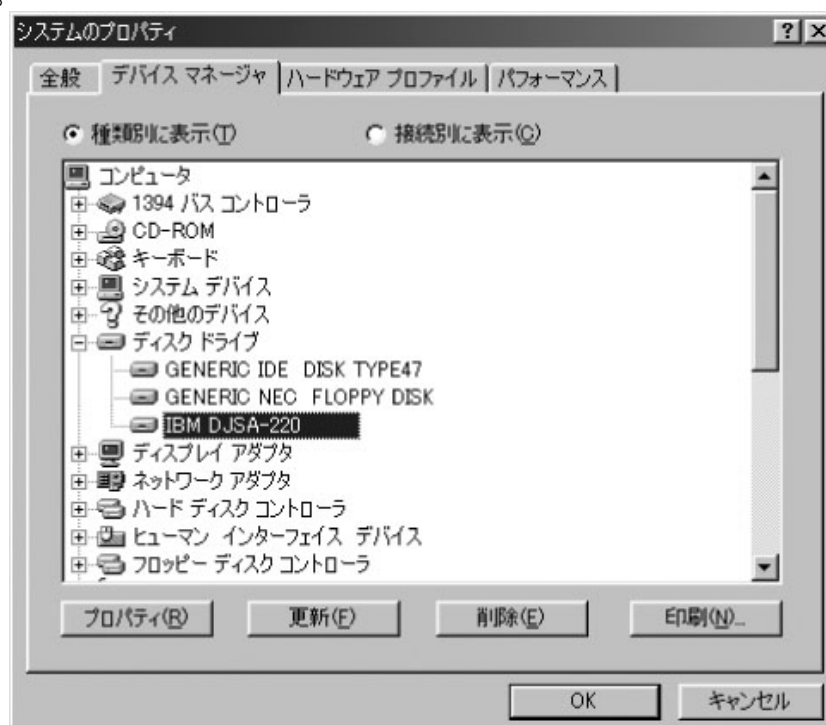 システムのプロパティ
全般 デバイス マネージャ ハードウェア プロファイル パフォーマンス
種類別に表示(T) 接続別に表示(C)
コンピュータ
1394 バス コントローラ
CD-ROM
キーボード
システム デバイス
その他のデバイス
ディスク ドライブ
GENERIC IDE DISK TYPE47
GENERIC NEC FLOPPY DISK
IBM DJSA-220
ディスプレイ アダプタ
ネットワーク アダプタ
ハード ディスク コントローラ
ヒューマン インターフェイス デバイス
フロッピー ディスク コントローラ
プロパティ(R) 更新(F) 削除(E) 印刷(N)...
OK キャンセル